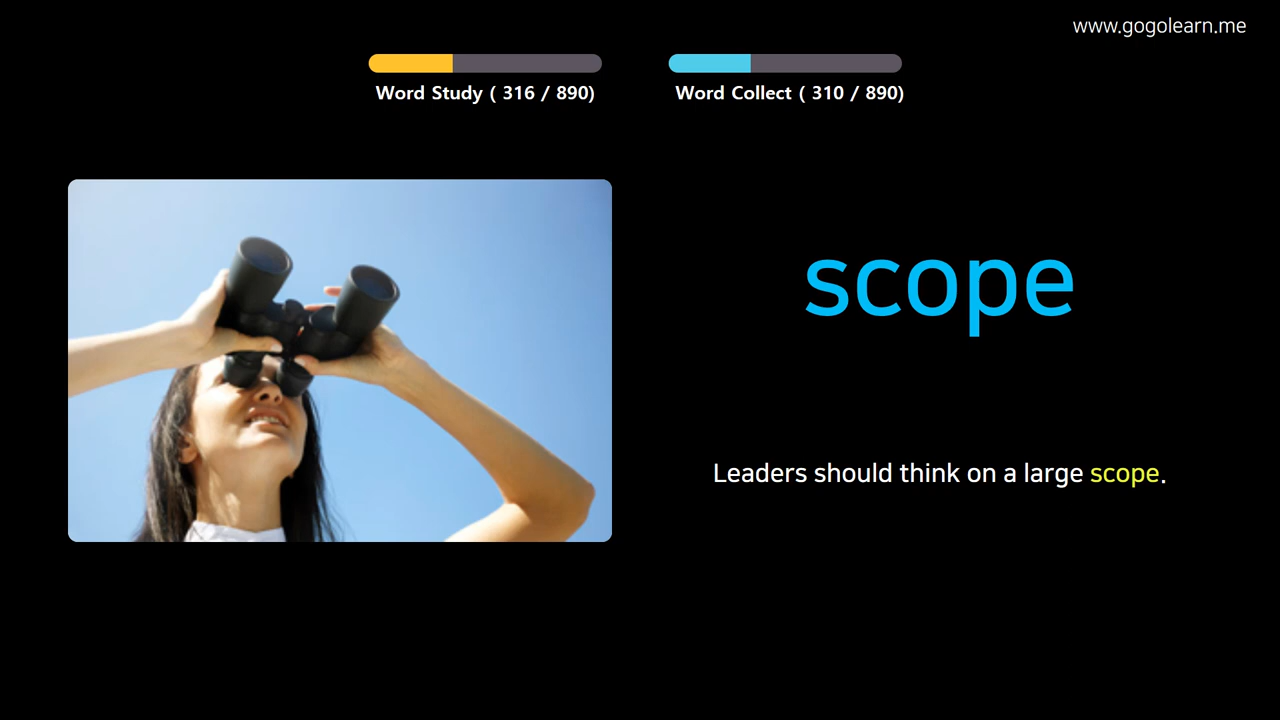 www.gogolearn.me
Word Study ( 316 / 890)
Word Collect ( 310 / 890)
scope
Leaders should think on a large scope.